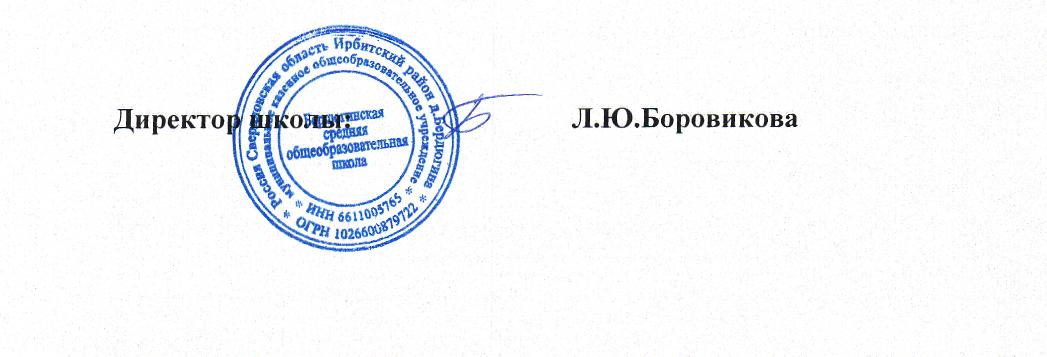 Директор школы: Л.Ю.Боровикова
Россия Свердловская область Ирбитский район д.Бердюгина *
муниципальное казенное общеобразовательное учреждение *
Бердюгинская
средняя
общеобразовательная
школа
* ИНН 6611005765 *
* ОГРН 1026600879722 *